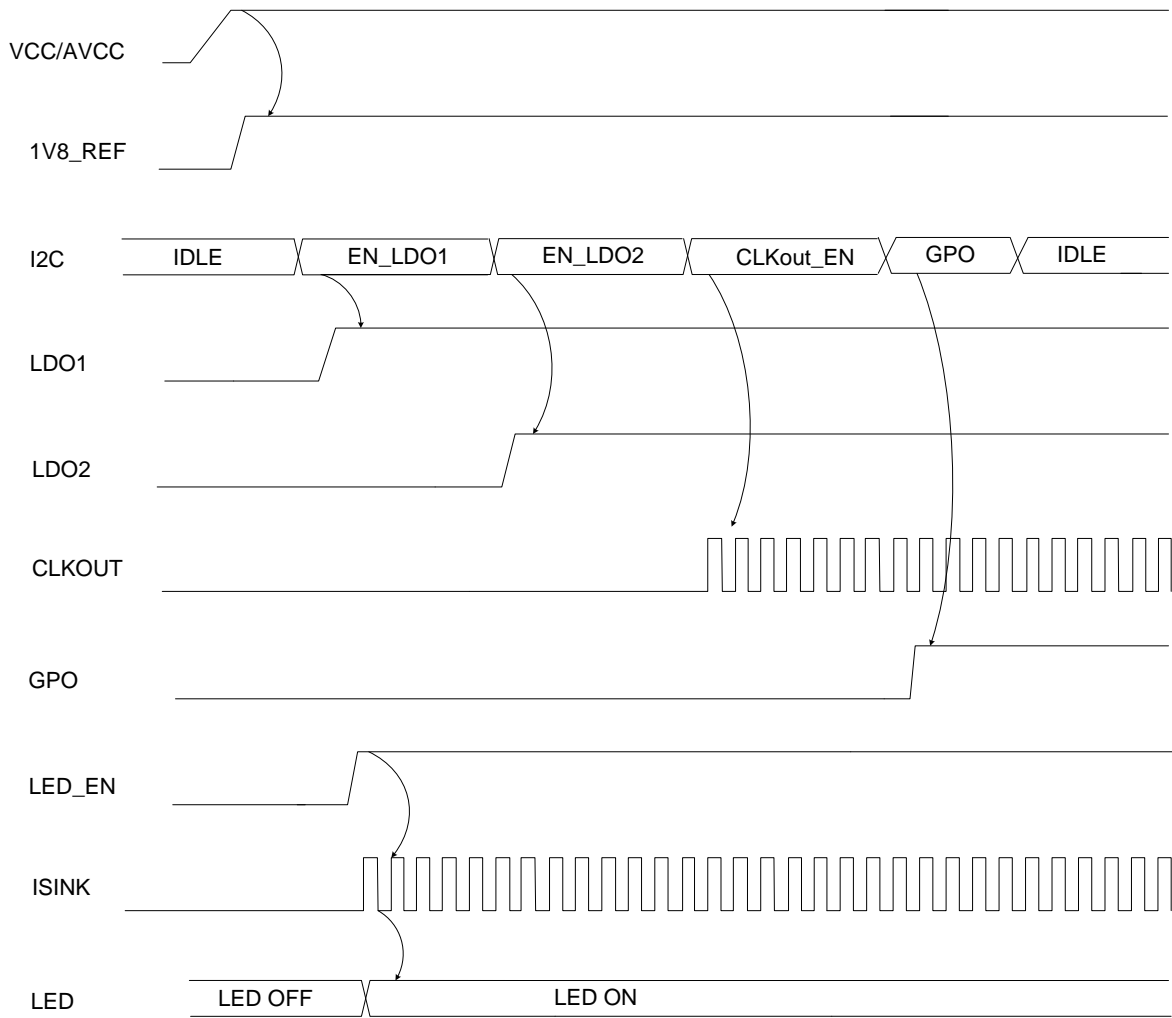 VCC/AVCC
1V8_REF
I2C IDLE EN_LDO1 EN_LDO2 CLKout_EN GPO IDLE
LDO1
LDO2
CLKOUT
GPO
LED_EN
ISINK
LED LED OFF LED ON